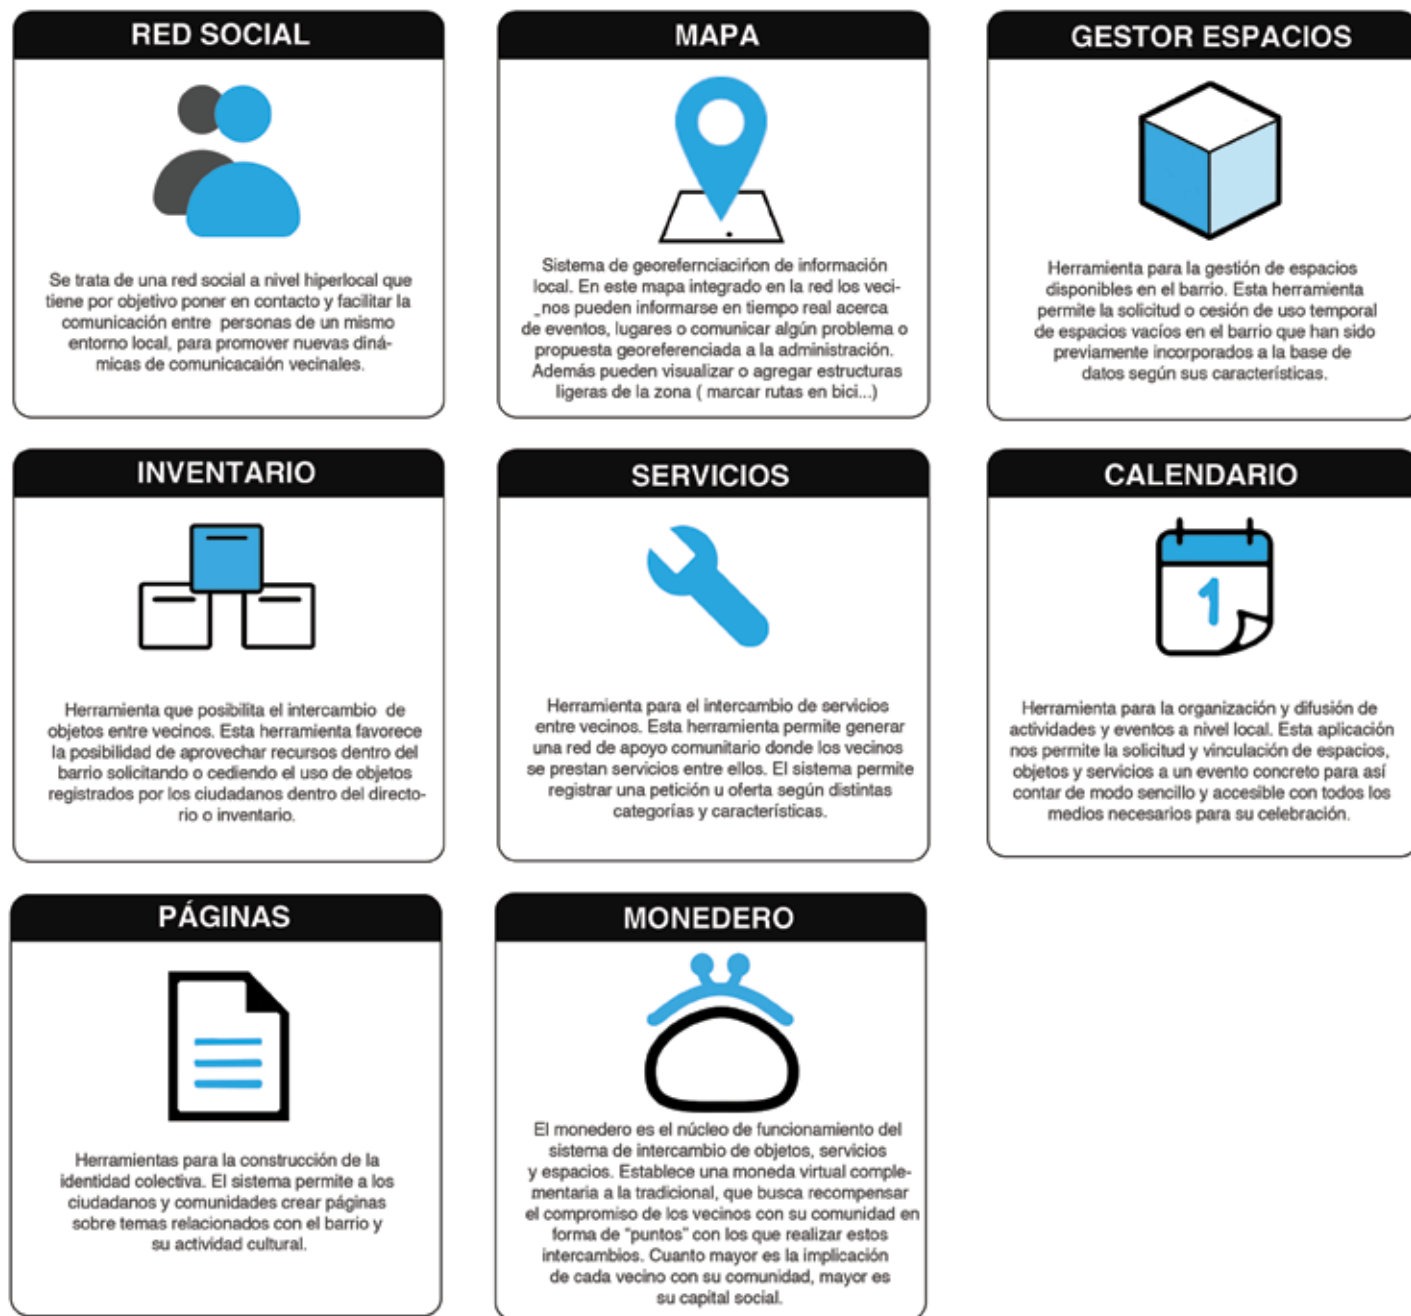 RED SOCIAL
Se trata de una red social a nivel hiperlocal que
tiene por objetivo poner en contacto y facilitar la
comunicación entre personas de un mismo
entorno local, para promover nuevas diná-
micas de comunicacaión vecinales.
MAPA
Sistema de georefernciaciñon de información
local. En este mapa integrado en la red los veci-
_nos pueden informarse en tiempo real acerca
de eventos, lugares o comunicar algún problema o
propuesta georeferenciada a la administración.
Además pueden visualizar o agregar estructuras
ligeras de la zona ( marcar rutas en bici...)
GESTOR ESPACIOS
Herramienta para la gestión de espacios
disponibles en el barrio. Esta herramienta
permite la solicitud o cesión de uso temporal
de espacios vacíos en el barrio que han sido
previamente incorporados a la base de
datos según sus características.
INVENTARIO
Herramienta que posibilita el intercambio de
objetos entre vecinos. Esta herramienta favorece
la posibilidad de aprovechar recursos dentro del
barrio solicitando o cediendo el uso de objetos
registrados por los ciudadanos dentro del directo-
rio o inventario.
SERVICIOS
Herramienta para el intercambio de servicios
entre vecinos. Esta herramienta permite generar
una red de apoyo comunitario donde los vecinos
se prestan servicios entre ellos. El sistema permite
registrar una petición u oferta según distintas
categorías y características.
CALENDARIO
1
Herramienta para la organización y difusión de
actividades y eventos a nivel local. Esta aplicación
nos permite la solicitud y vinculación de espacios,
objetos y servicios a un evento concreto para así
contar de modo sencillo y accesible con todos los
medios necesarios para su celebración.
PÁGINAS
Herramientas para la construcción de la
identidad colectiva. El sistema permite a los
ciudadanos y comunidades crear páginas
sobre temas relacionados con el barrio y
su actividad cultural.
MONEDERO
El monedero es el núcleo de funcionamiento del
sistema de intercambio de objetos, servicios
y espacios. Establece una moneda virtual comple-
mentaria a la tradicional, que busca recompensar
el compromiso de los vecinos con su comunidad en
forma de "puntos" con los que realizar estos
intercambios. Cuanto mayor es la implicación
de cada vecino con su comunidad, mayor es
su capital social.